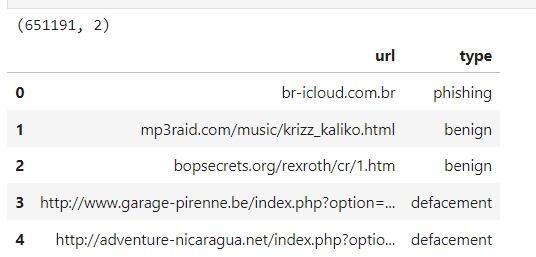 (651191, 2)
url type
0 br-icloud.com.br phishing
1 mp3raid.com/music/krizz_kaliko.html benign
2 bopsecrets.org/rexroth/cr/1.htm benign
3 http://www.garage-pirenne.be/index.php?option=... defacement
4 http://adventure-nicaragua.net/index.php?optio... defacement